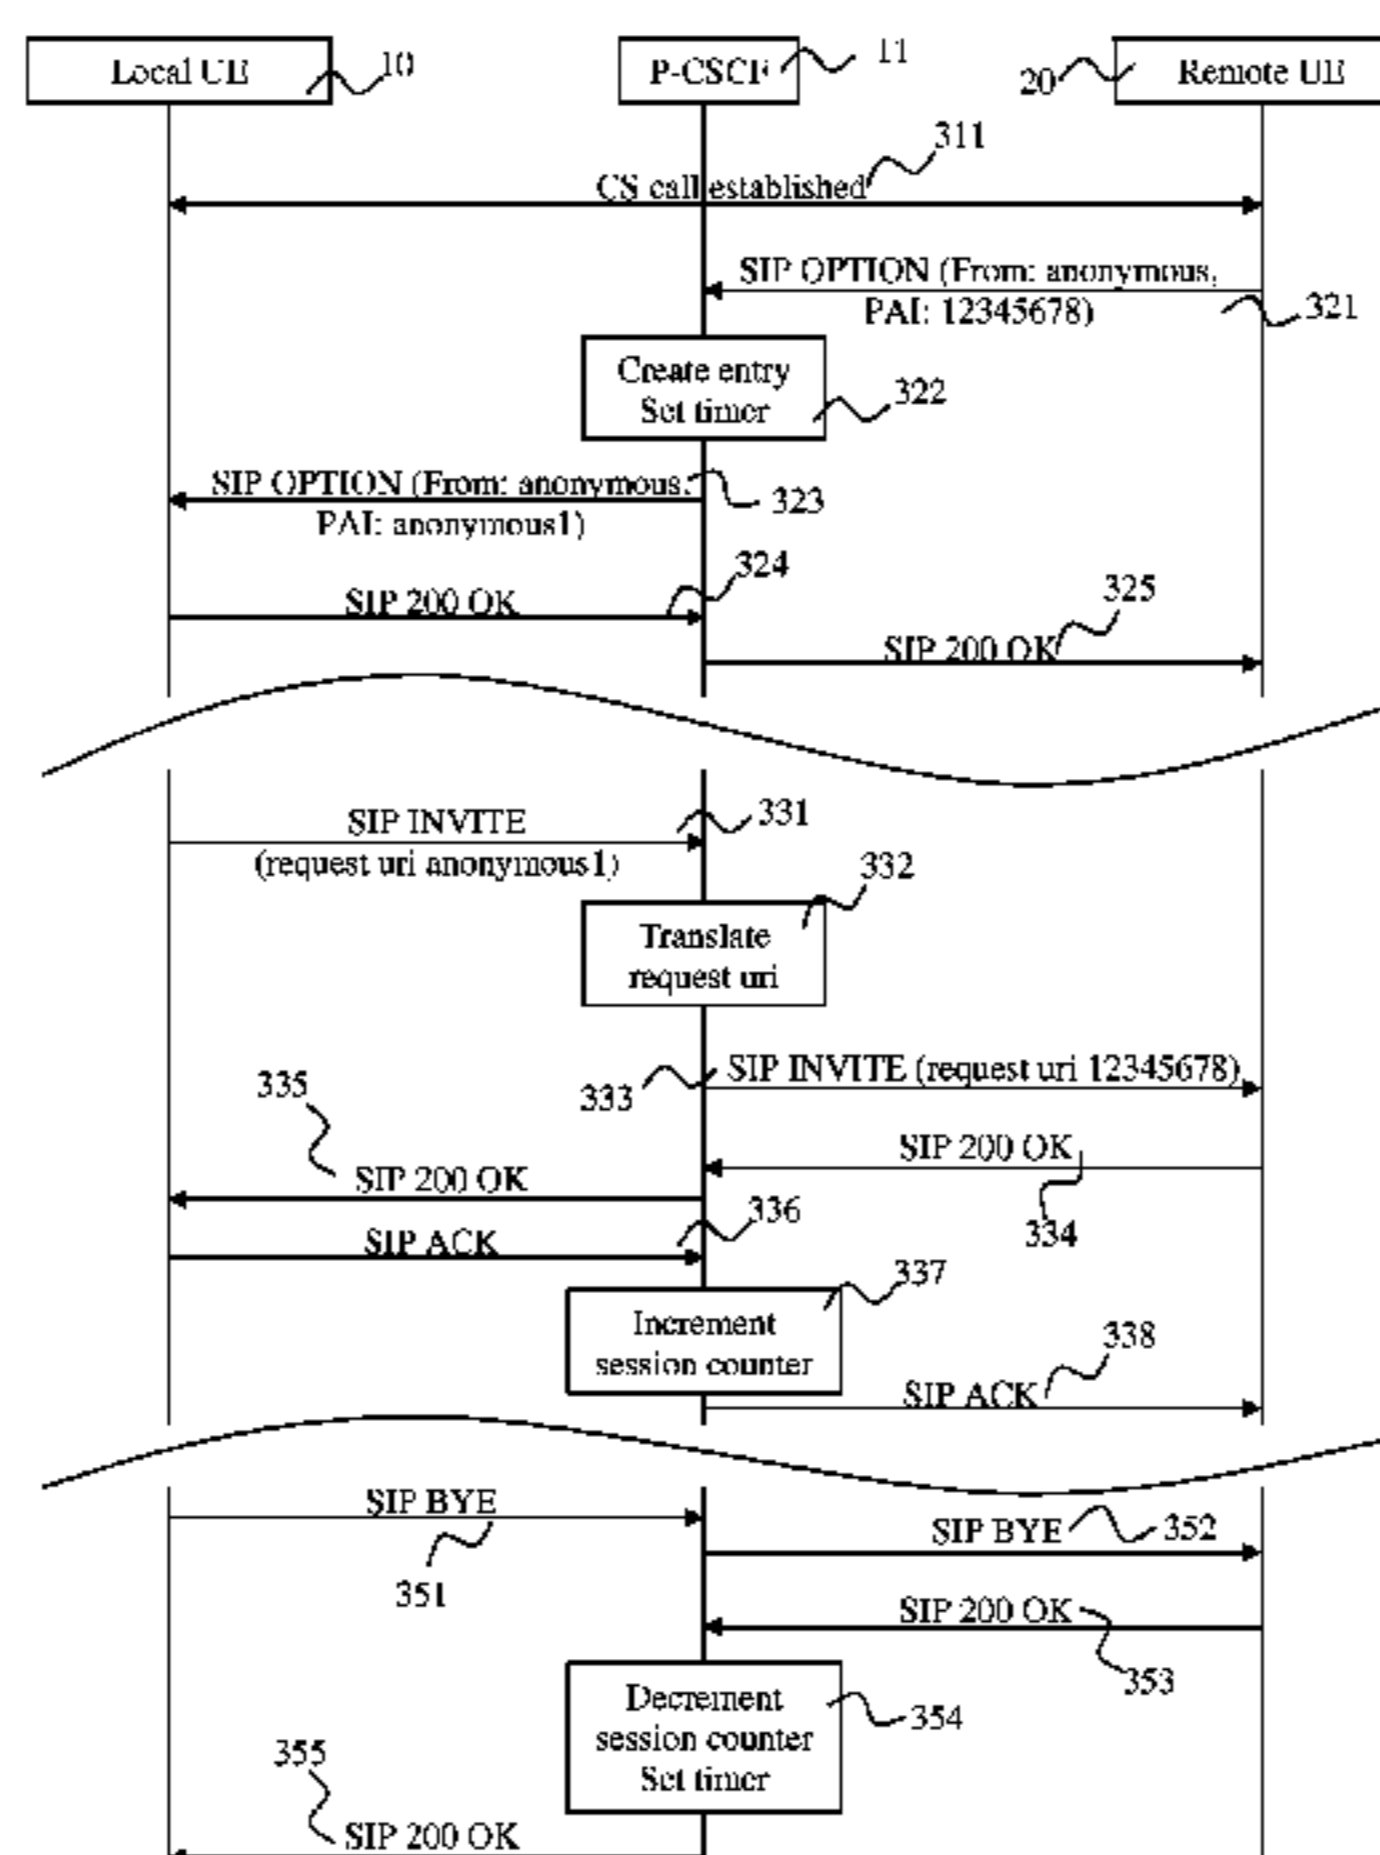 Local UE
10
P-CSCF
11
20
Remote UE
311
CS call established
SIP OPTION (From: anonymous,
PAI: 12345678)
321
Create entry
Set timer
322
SIP OPTION (From: anonymous,
PAI: anonymous1)
323
324
SIP 200 OK
325
SIP 200 OK
SIP INVITE
(request uri anonymous1)
331
332
Translate
request uri
333
SIP INVITE (request uri 12345678)
335
SIP 200 OK
334
SIP 200 OK
336
SIP ACK
337
Increment
session counter
338
SIP ACK
SIP BYE
351
SIP BYE
352
SIP 200 OK
353
Decrement
session counter
Set timer
354
355
SIP 200 OK